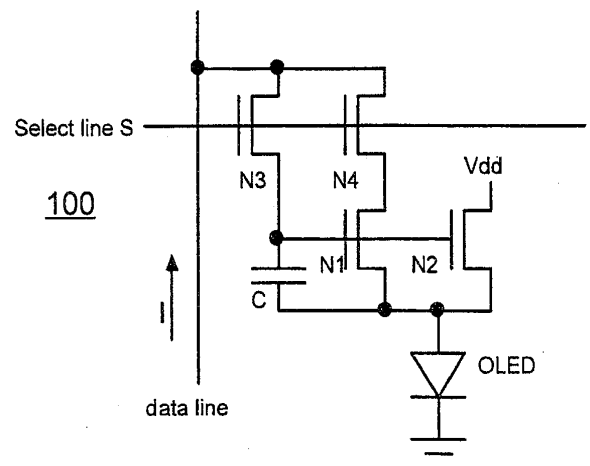 Select line S
N3
N4
Vdd
100
N1
N2
C
I
OLED
data line